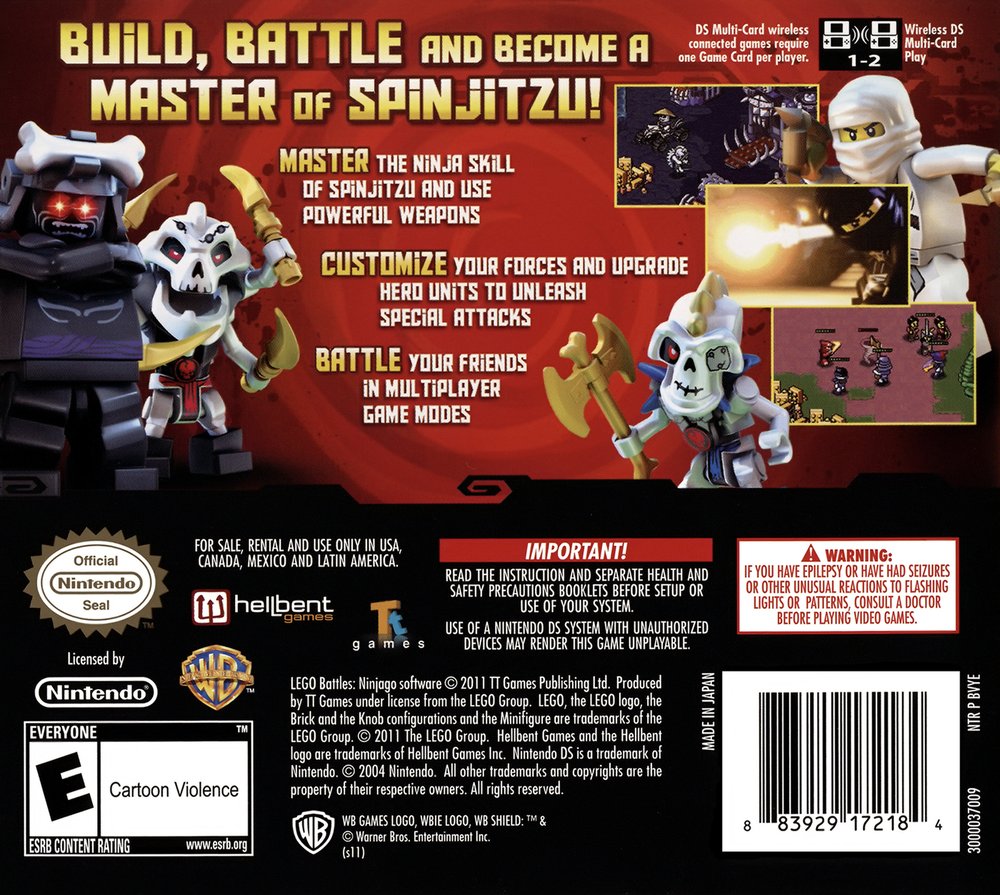 BUiLD, BATTLE AND BECOME A
MASTER OF SPiNJiTZU!
DS Multi-Card wireless
connected games require
one Game Card per player.
1-2
Wireless DS
Multi-Card
Play
MASTER THE NiNJA SKiLL
OF SPiNJiTZU AND USE
POWERFUL WEAPONS
CUSTOMiZE YOUR FORCES AND UPGRADE
HERO UNiTS TO UNLEASH
SPECiAL ATTACKS
BATTLE YOUR FRiENDS
iN MULTiPLAYER
GAME MODES
Official
Nintendo®
Seal
TM
FOR SALE, RENTAL AND USE ONLY IN USA,
CANADA, MEXICO AND LATIN AMERICA.
hellbent
games
Tt
games
IMPORTANT!
READ THE INSTRUCTION AND SEPARATE HEALTH AND
SAFETY PRECAUTIONS BOOKLETS BEFORE SETUP OR
USE OF YOUR SYSTEM.
USE OF A NINTENDO DS SYSTEM WITH UNAUTHORIZED
DEVICES MAY RENDER THIS GAME UNPLAYABLE.
WARNING:
IF YOU HAVE EPILEPSY OR HAVE HAD SEIZURES
OR OTHER UNUSUAL REACTIONS TO FLASHING
LIGHTS OR PATTERNS, CONSULT A DOCTOR
BEFORE PLAYING VIDEO GAMES.
Licensed by
Nintendo®
WB
TM
EVERYONE TM
E
Cartoon Violence
ESRB CONTENT RATING www.esrb.org
LEGO Battles: Ninjago software © 2011 TT Games Publishing Ltd. Produced
by TT Games under license from the LEGO Group. LEGO, the LEGO logo, the
Brick and the Knob configurations and the Minifigure are trademarks of the
LEGO Group. © 2011 The LEGO Group. Hellbent Games and the Hellbent
logo are trademarks of Hellbent Games Inc. Nintendo DS is a trademark of
Nintendo. © 2004 Nintendo. All other trademarks and copyrights are the
property of their respective owners. All rights reserved.
WB
WB GAMES LOGO, WBIE LOGO, WB SHIELD: ™ &
© Warner Bros. Entertainment Inc.
(s11)
MADE IN JAPAN
8 83929 17218 4
NTR P BVYE
3000037009